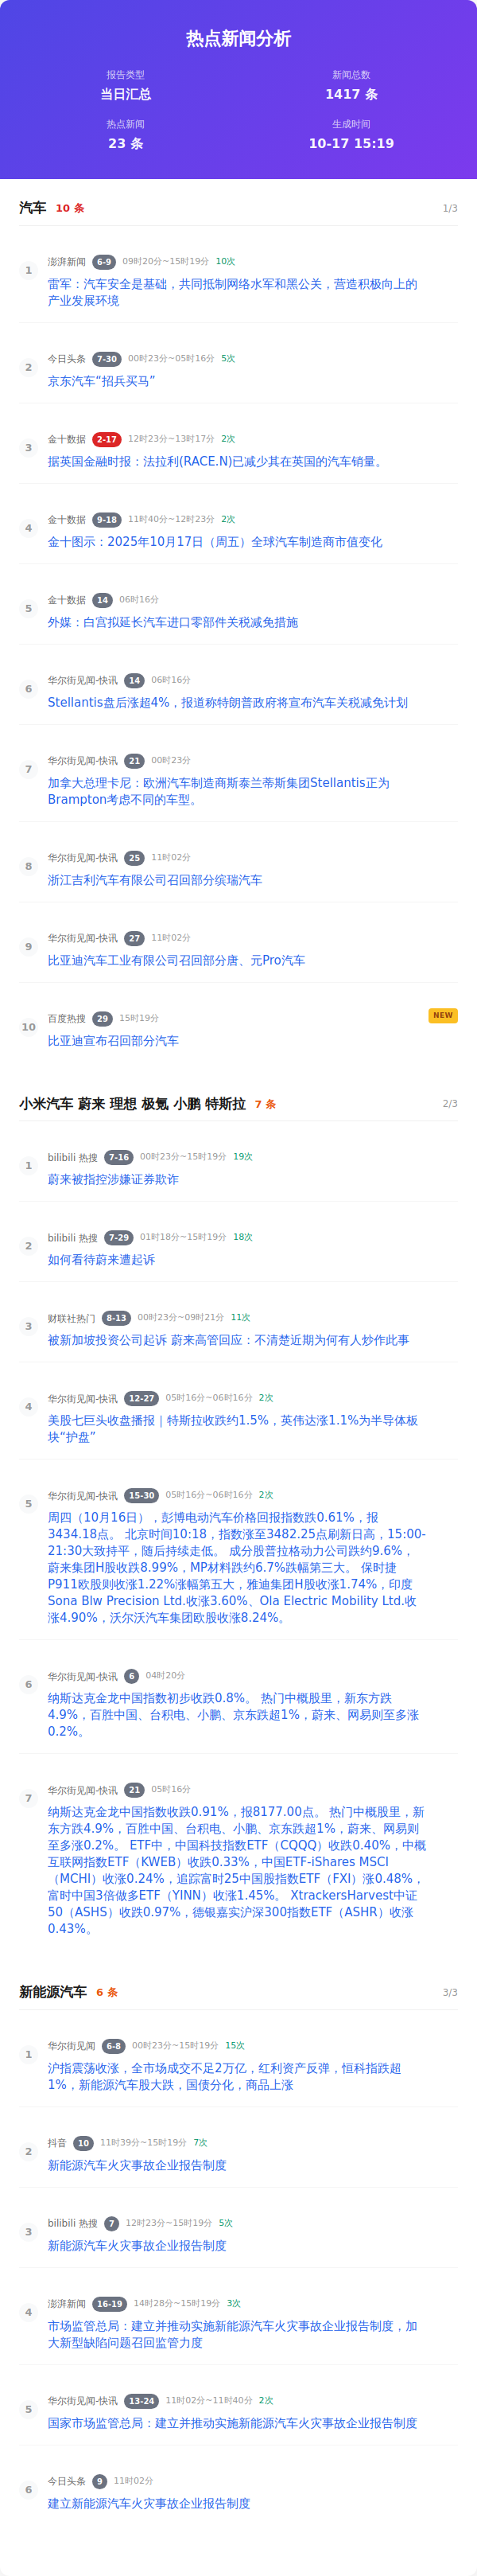 热点新闻分析
报告类型
新闻总数
当日汇总
1417 条
热点新闻
生成时间
23 条
10-17 15:19
汽车 10 条 1/3
1
澎湃新闻 6-9 09时20分~15时19分 10次
雷军：汽车安全是基础，共同抵制网络水军和黑公关，营造积极向上的
产业发展环境
2
今日头条 7-30 00时23分~05时16分 5次
京东汽车“招兵买马”
3
金十数据 2-17 12时23分~13时17分 2次
据英国金融时报：法拉利(RACE.N)已减少其在英国的汽车销量。
4
金十数据 9-18 11时40分~12时23分 2次
金十图示：2025年10月17日（周五）全球汽车制造商市值变化
5
金十数据 14 06时16分
外媒：白宫拟延长汽车进口零部件关税减免措施
6
华尔街见闻-快讯 14 06时16分
Stellantis盘后涨超4%，报道称特朗普政府将宣布汽车关税减免计划
7
华尔街见闻-快讯 21 00时23分
加拿大总理卡尼：欧洲汽车制造商斯泰兰蒂斯集团Stellantis正为
Brampton考虑不同的车型。
8
华尔街见闻-快讯 25 11时02分
浙江吉利汽车有限公司召回部分缤瑞汽车
9
华尔街见闻-快讯 27 11时02分
比亚迪汽车工业有限公司召回部分唐、元Pro汽车
10
百度热搜 29 15时19分 NEW
比亚迪宣布召回部分汽车
小米汽车 蔚来 理想 极氪 小鹏 特斯拉 7 条 2/3
1
bilibili 热搜 7-16 00时23分~15时19分 19次
蔚来被指控涉嫌证券欺诈
2
bilibili 热搜 7-29 01时18分~15时19分 18次
如何看待蔚来遭起诉
3
财联社热门 8-13 00时23分~09时21分 11次
被新加坡投资公司起诉 蔚来高管回应：不清楚近期为何有人炒作此事
4
华尔街见闻-快讯 12-27 05时16分~06时16分 2次
美股七巨头收盘播报｜特斯拉收跌约1.5%，英伟达涨1.1%为半导体板
块“护盘”
5
华尔街见闻-快讯 15-30 05时16分~06时16分 2次
周四（10月16日），彭博电动汽车价格回报指数跌0.61%，报
3434.18点。 北京时间10:18，指数涨至3482.25点刷新日高，15:00-
21:30大致持平，随后持续走低。 成分股普拉格动力公司跌约9.6%，
蔚来集团H股收跌8.99%，MP材料跌约6.7%跌幅第三大。 保时捷
P911欧股则收涨1.22%涨幅第五大，雅迪集团H股收涨1.74%，印度
Sona Blw Precision Ltd.收涨3.60%、Ola Electric Mobility Ltd.收
涨4.90%，沃尔沃汽车集团欧股收涨8.24%。
6
华尔街见闻-快讯 6 04时20分
纳斯达克金龙中国指数初步收跌0.8%。 热门中概股里，新东方跌
4.9%，百胜中国、台积电、小鹏、京东跌超1%，蔚来、网易则至多涨
0.2%。
7
华尔街见闻-快讯 21 05时16分
纳斯达克金龙中国指数收跌0.91%，报8177.00点。 热门中概股里，新
东方跌4.9%，百胜中国、台积电、小鹏、京东跌超1%，蔚来、网易则
至多涨0.2%。 ETF中，中国科技指数ETF（CQQQ）收跌0.40%，中概
互联网指数ETF（KWEB）收跌0.33%，中国ETF-iShares MSCI
（MCHI）收涨0.24%，追踪富时25中国股指数ETF（FXI）涨0.48%，
富时中国3倍做多ETF（YINN）收涨1.45%。 XtrackersHarvest中证
50（ASHS）收跌0.97%，德银嘉实沪深300指数ETF（ASHR）收涨
0.43%。
新能源汽车 6 条 3/3
1
华尔街见闻 6-8 00时23分~15时19分 15次
沪指震荡收涨，全市场成交不足2万亿，红利资产反弹，恒科指跌超
1%，新能源汽车股大跌，国债分化，商品上涨
2
抖音 10 11时39分~15时19分 7次
新能源汽车火灾事故企业报告制度
3
bilibili 热搜 7 12时23分~15时19分 5次
新能源汽车火灾事故企业报告制度
4
澎湃新闻 16-19 14时28分~15时19分 3次
市场监管总局：建立并推动实施新能源汽车火灾事故企业报告制度，加
大新型缺陷问题召回监管力度
5
华尔街见闻-快讯 13-24 11时02分~11时40分 2次
国家市场监管总局：建立并推动实施新能源汽车火灾事故企业报告制度
6
今日头条 9 11时02分
建立新能源汽车火灾事故企业报告制度